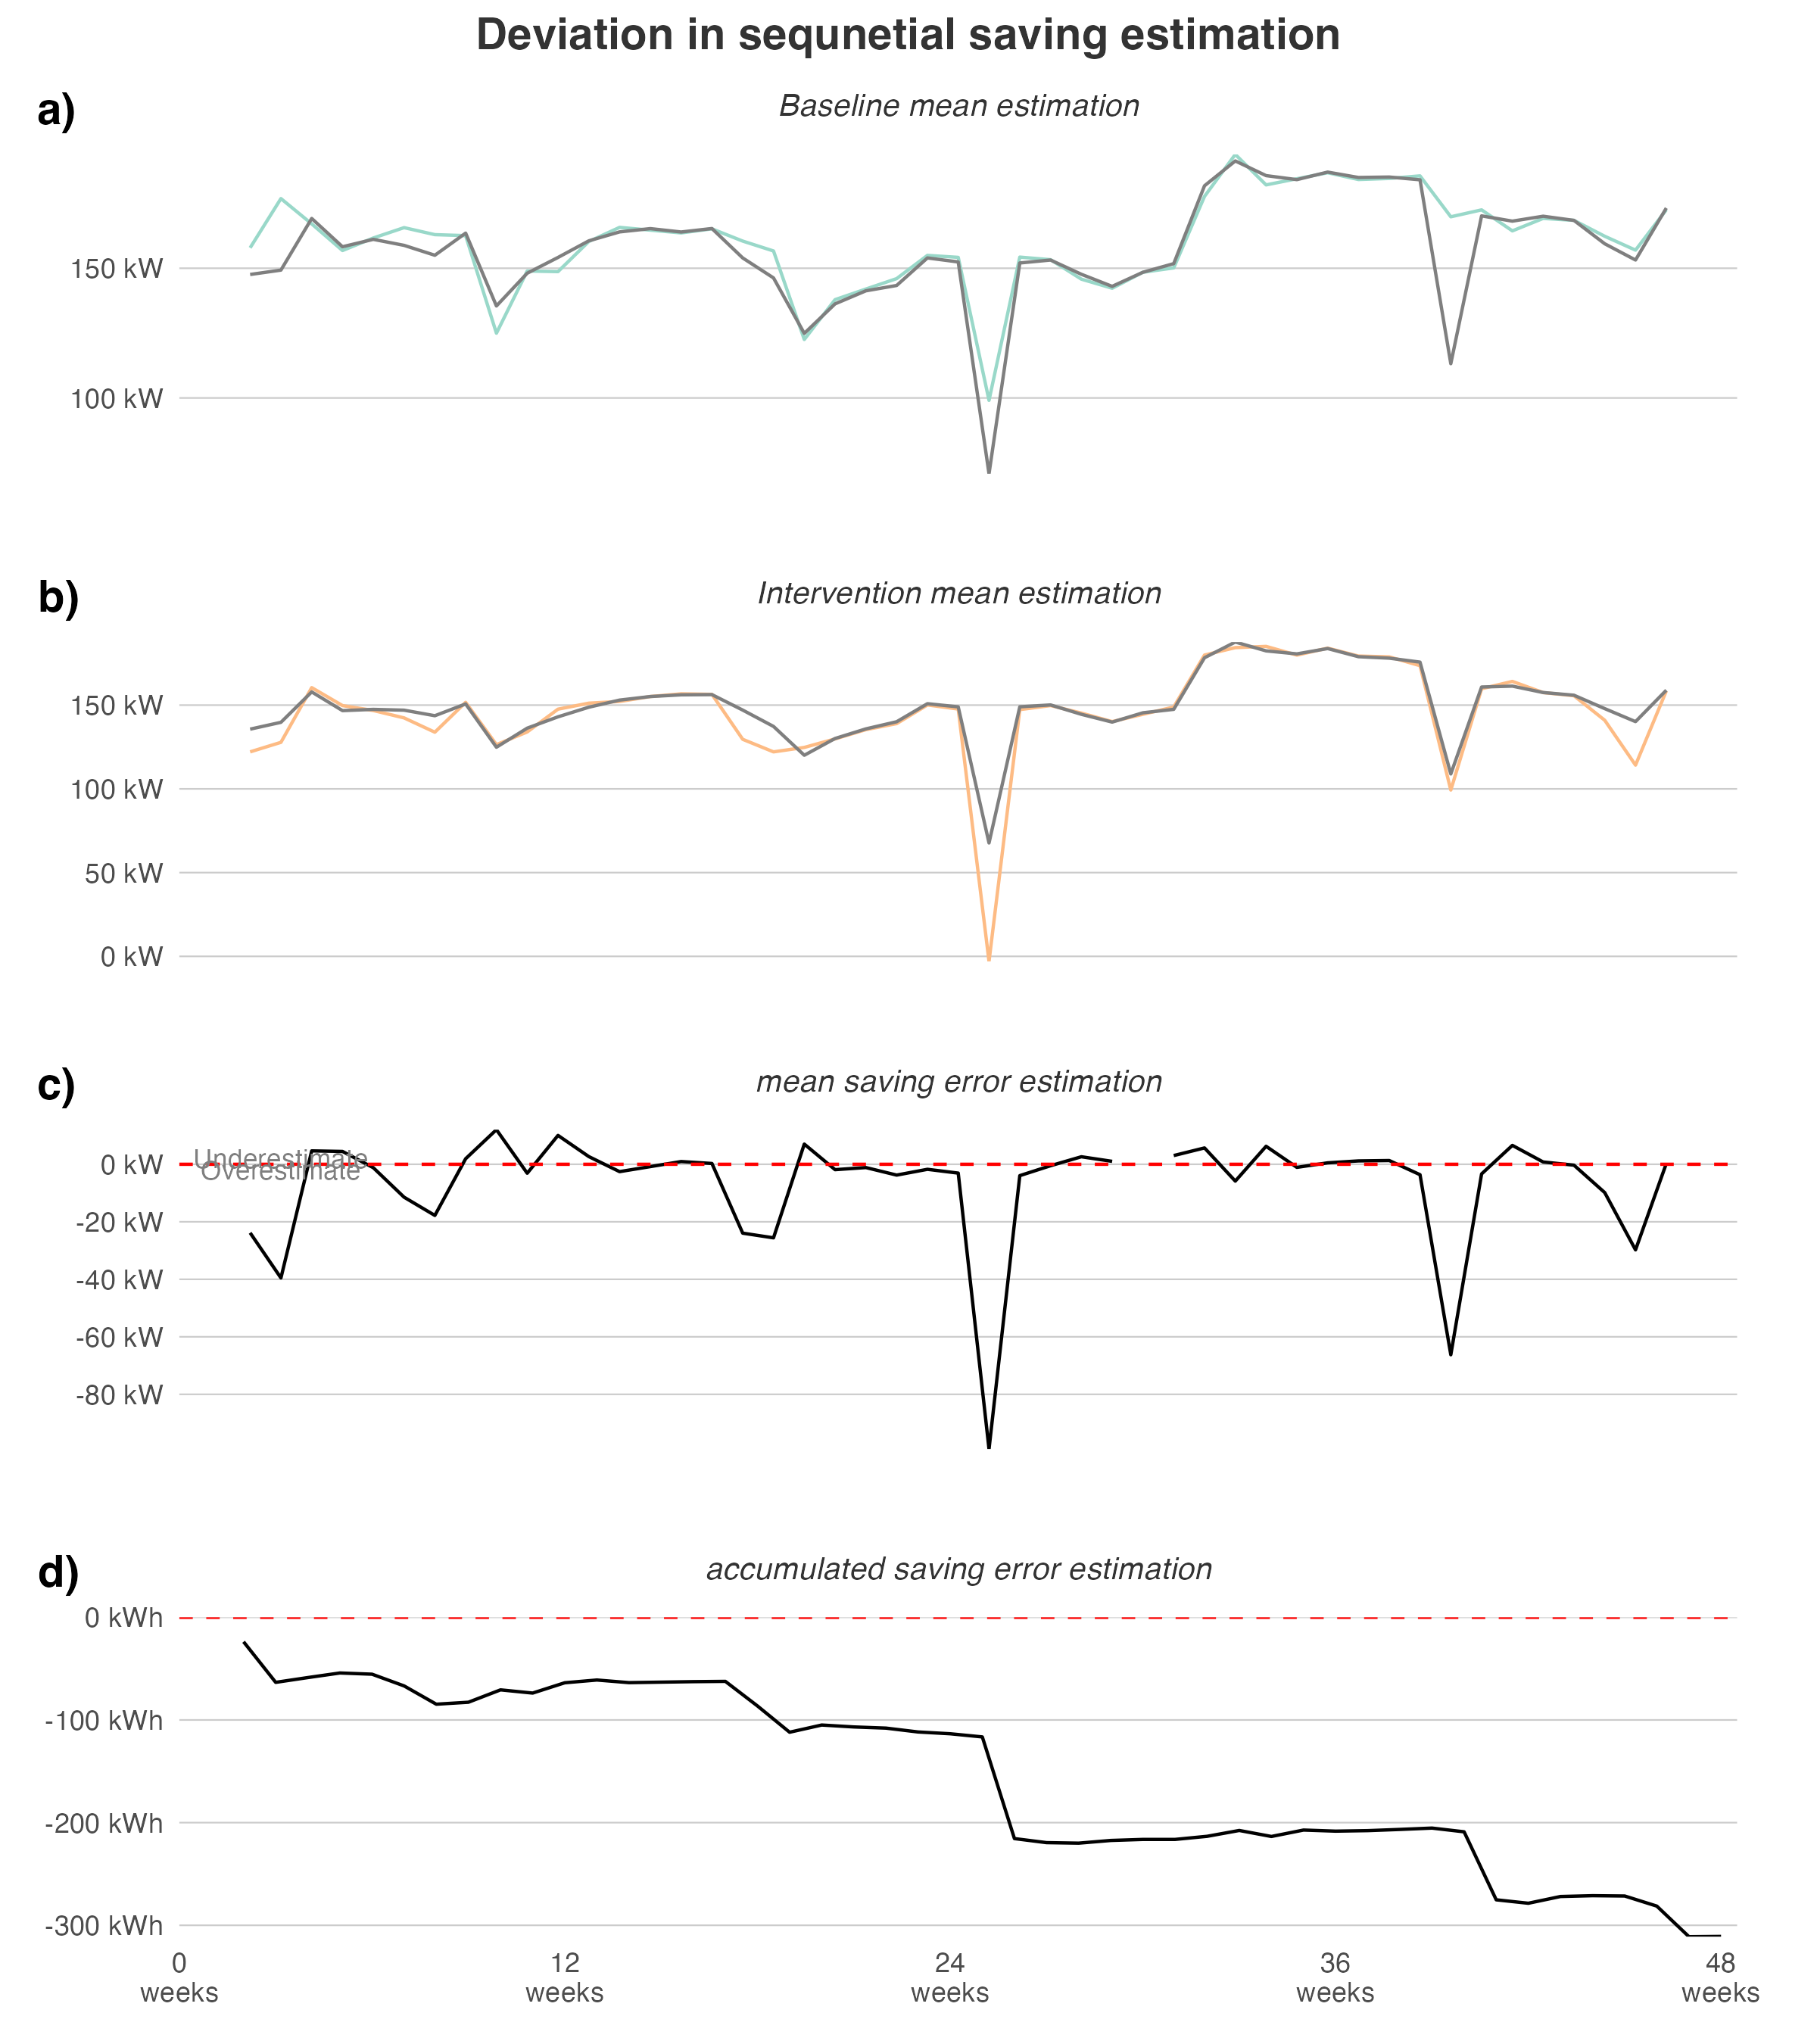 Deviation in sequnetial saving estimation
a)
Baseline mean estimation
150 kW
100 kW
b)
Intervention mean estimation
150 kW
100 kW
50 kW
0 kW
c)
mean saving error estimation
Underestimate
0 kW
Overestimate
-20 kW
-40 kW
-60 kW
-80 kW
d)
accumulated saving error estimation
0 kWh
-100 kWh
-200 kWh
-300 kWh
0 12 24 36 48
weeks weeks weeks weeks weeks